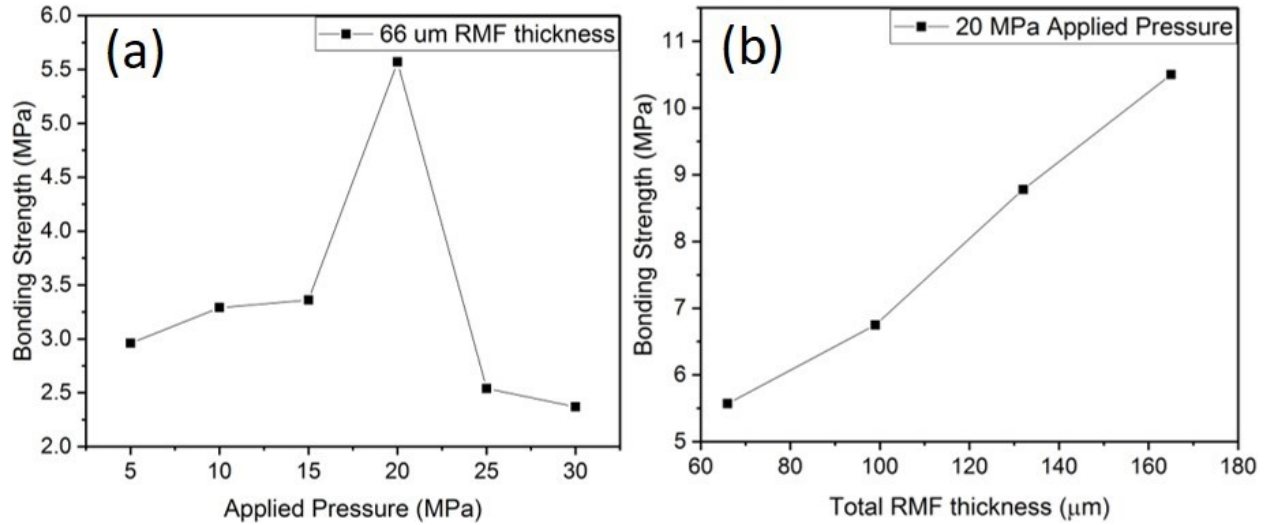 (a)
66 um RMF thickness
Bonding Strength (MPa)
6.0
5.5
5.0
4.5
4.0
3.5
3.0
2.5
2.0
5 10 15 20 25 30
Applied Pressure (MPa)
(b)
20 MPa Applied Pressure
Bonding Strength (MPa)
11
10
9
8
7
6
5
60 80 100 120 140 160 180
Total RMF thickness (μm)